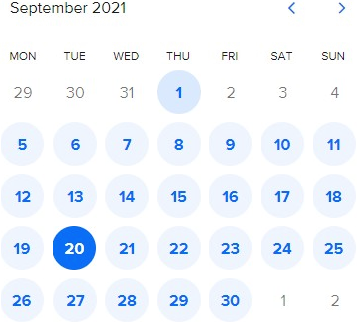 September 2021
MON TUE WED THU FRI SAT SUN
29 30 31 1 2 3 4
5 6 7 8 9 10 11
12 13 14 15 16 17 18
19 20 21 22 23 24 25
26 27 28 29 30 1 2